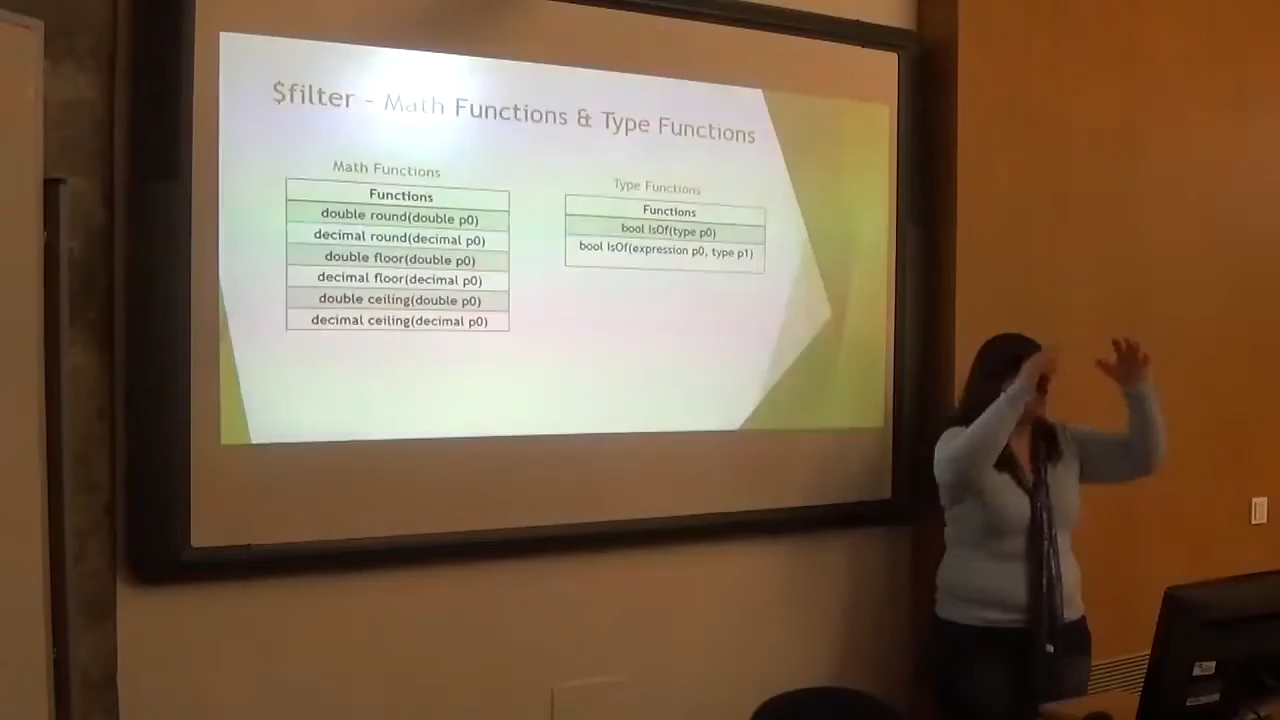 $filter - Math Functions & Type Functions
Math Functions
Functions
double round(double p0)
decimal round(decimal p0)
double floor(double p0)
decimal floor(decimal p0)
double ceiling(double p0)
decimal ceiling(decimal p0)
Type Functions
Functions
bool IsOf(type p0)
bool IsOf(expression p0, type p1)